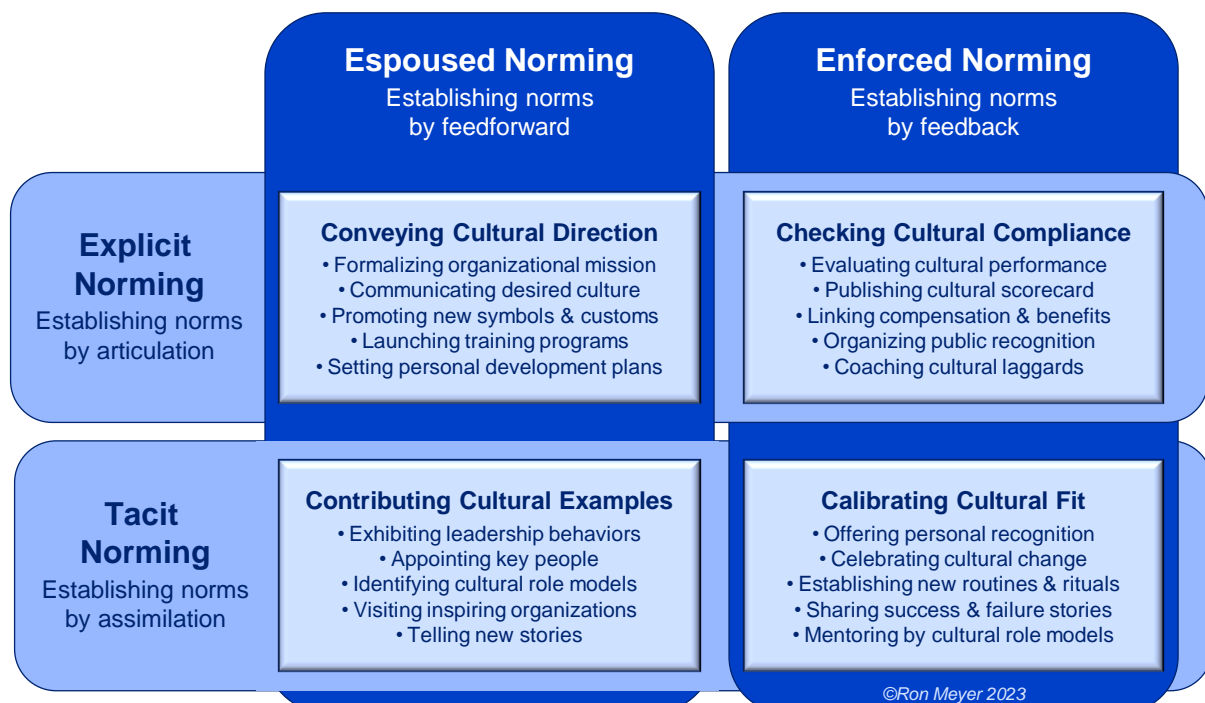 Espoused Norming
Establishing norms
by feedforward
Enforced Norming
Establishing norms
by feedback
Explicit
Norming
Establishing norms
by articulation
Conveying Cultural Direction
• Formalizing organizational mission
• Communicating desired culture
• Promoting new symbols & customs
• Launching training programs
• Setting personal development plans
Checking Cultural Compliance
• Evaluating cultural performance
• Publishing cultural scorecard
• Linking compensation & benefits
• Organizing public recognition
• Coaching cultural laggards
Tacit
Norming
Establishing norms
by assimilation
Contributing Cultural Examples
• Exhibiting leadership behaviors
• Appointing key people
• Identifying cultural role models
• Visiting inspiring organizations
• Telling new stories
Calibrating Cultural Fit
• Offering personal recognition
• Celebrating cultural change
• Establishing new routines & rituals
• Sharing success & failure stories
• Mentoring by cultural role models
©Ron Meyer 2023